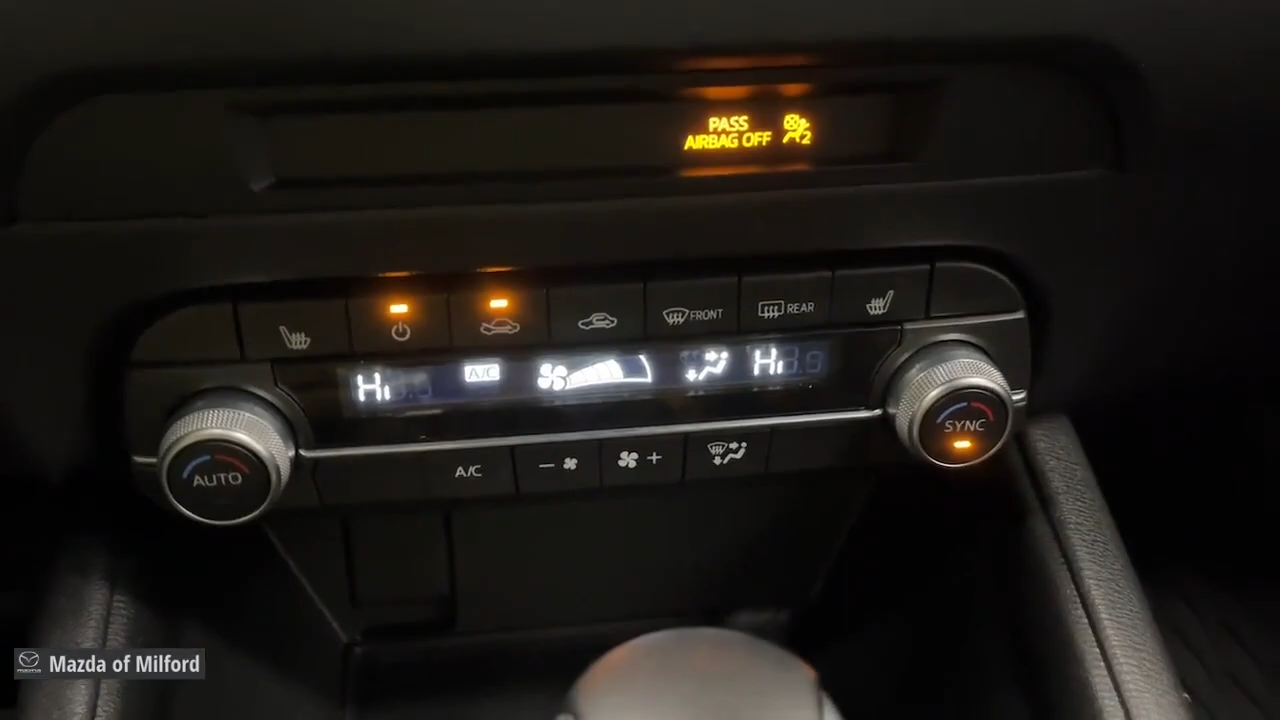 PASS
AIRBAG OFF 2
FRONT
REAR
Hi
A/C
Hi
AUTO
SYNC
A/C
− +
Mazda of Milford